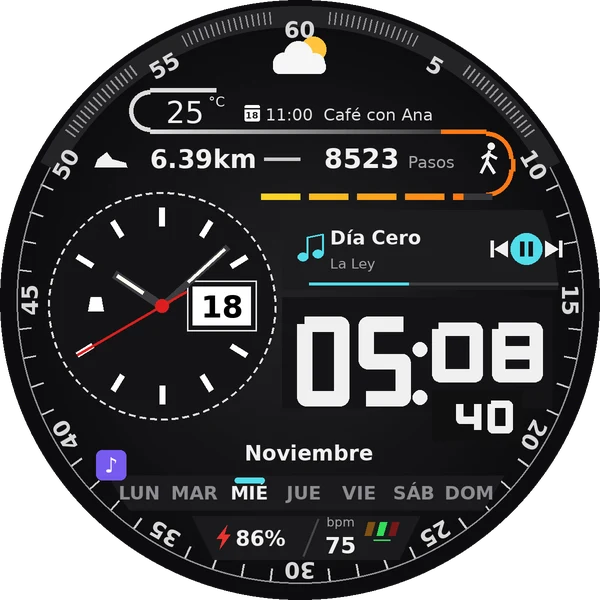 60
55
5
50
10
45
15
40
20
35
25
30
25 °C
18 11:00 Café con Ana
6.39km 8523 Pasos
Día Cero
La Ley
18
05:08
40
Noviembre
LUN MAR MIÉ JUE VIE SÁB DOM
86%
bpm
75